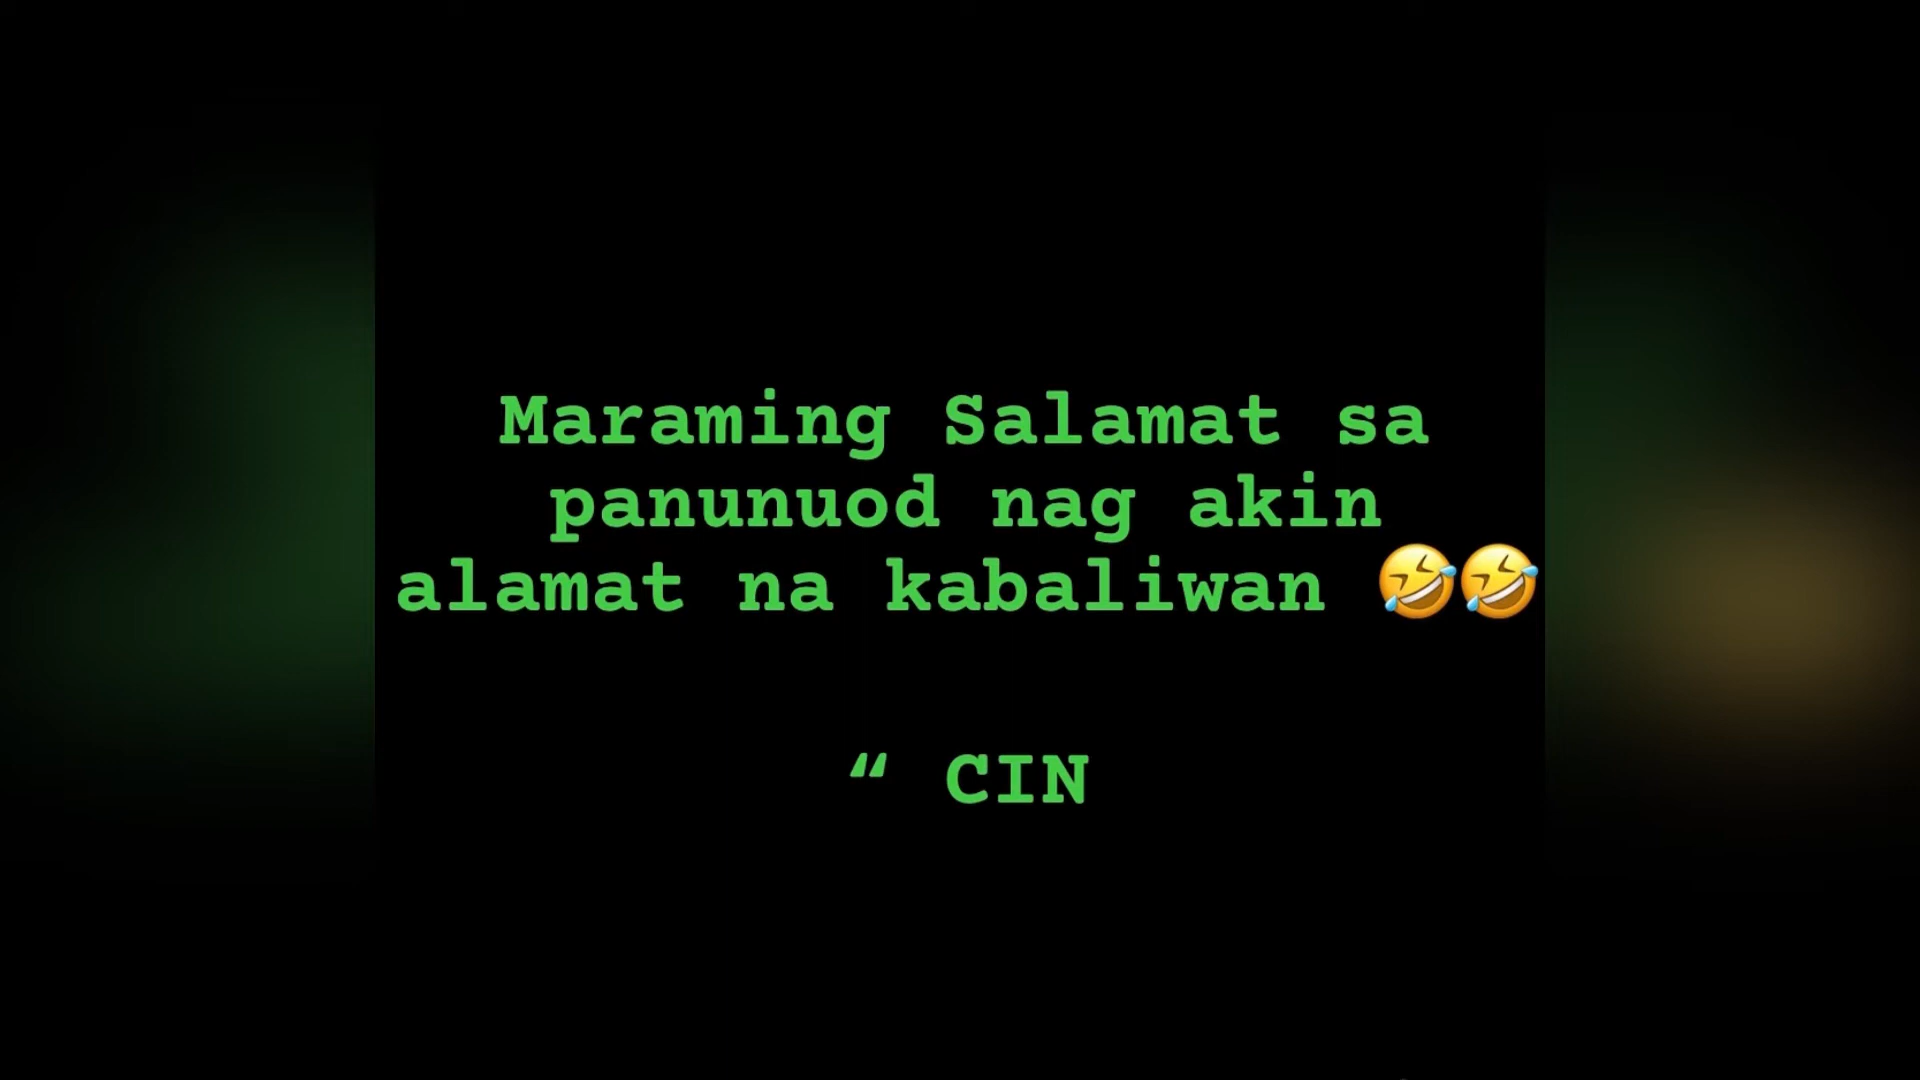 Maraming Salamat sa
panunuod nag akin
alamat na kabaliwan 🤣🤣
“ CIN